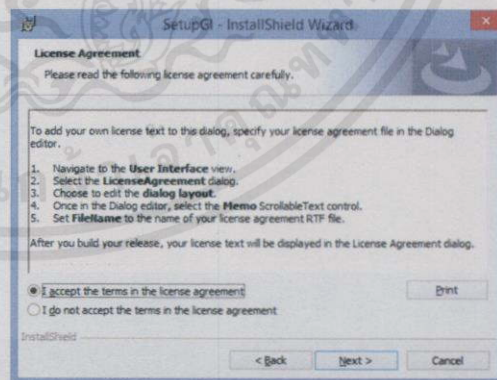 SetupGI - InstallShield Wizard
License Agreement
Please read the following license agreement carefully.
To add your own license text to this dialog, specify your license agreement file in the Dialog
editor.
1. Navigate to the User Interface view.
2. Select the LicenseAgreement dialog.
3. Choose to edit the dialog layout.
4. Once in the Dialog editor, select the Memo ScrollableText control.
5. Set FileName to the name of your license agreement RTF file.
After you build your release, your license text will be displayed in the License Agreement dialog.
I accept the terms in the license agreement
Print
I do not accept the terms in the license agreement
InstallShield
< Back
Next >
Cancel